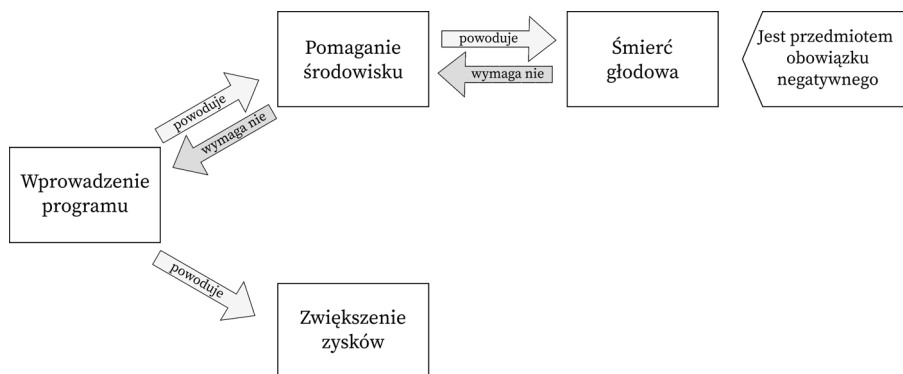 Pomaganie
środowisku
powoduje
wymaga nie
Śmierć
głodowa
Jest przedmiotem
obowiązku
negatywnego
powoduje
wymaga nie
Wprowadzenie
programu
powoduje
Zwiększenie
zysków